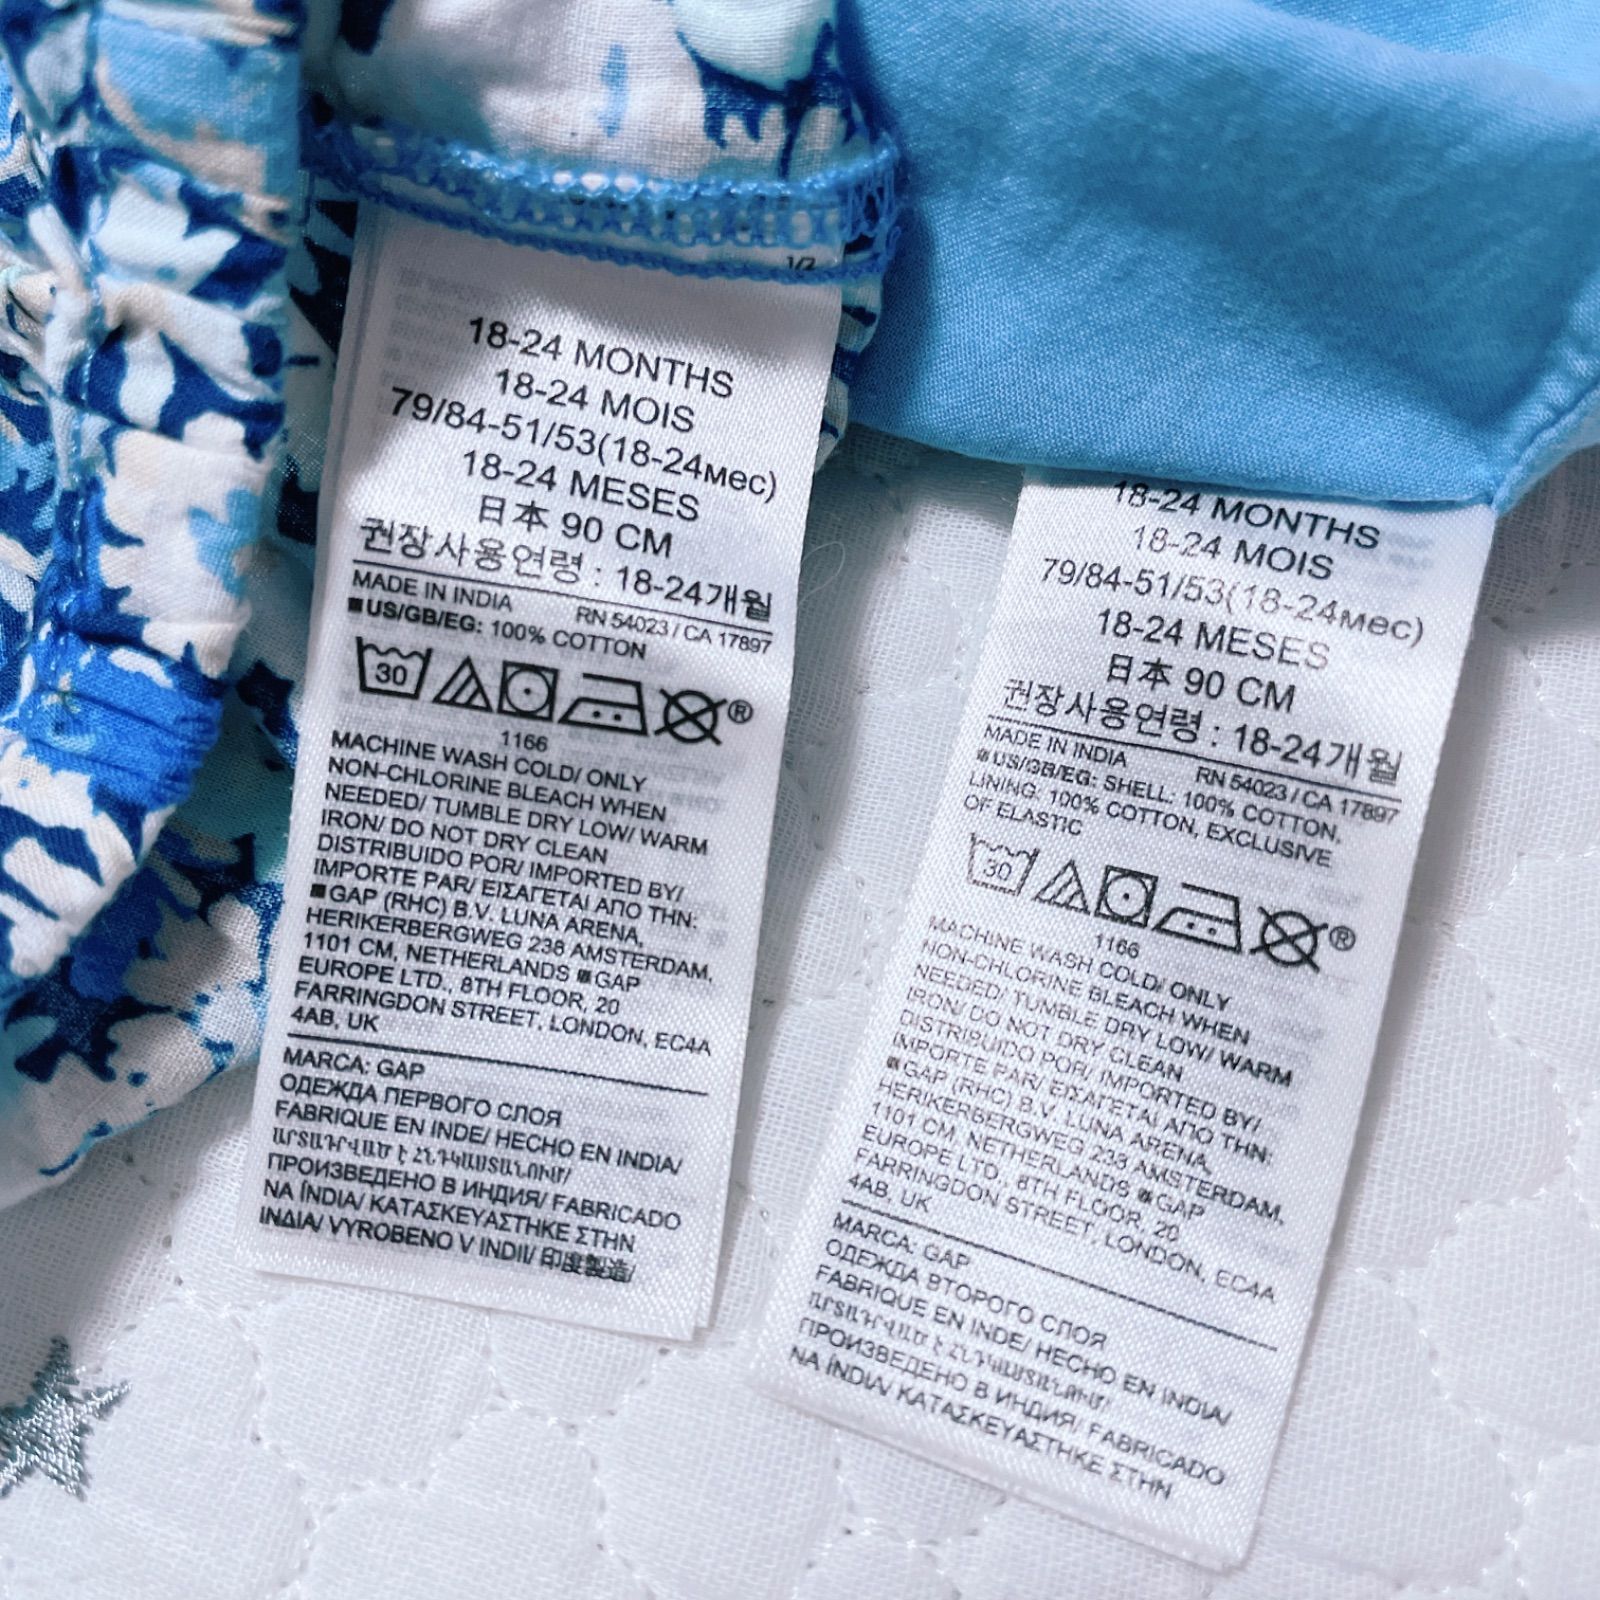 1/2
18-24 MONTHS
18-24 MOIS
79/84-51/53(18-24мес)
18-24 MESES
日本 90 CM
권장사용연령 : 18-24개월
MADE IN INDIA RN 54023 / CA 17897
US/GB/EG: 100% COTTON
30 ®
1166
MACHINE WASH COLD/ ONLY
NON-CHLORINE BLEACH WHEN
NEEDED/ TUMBLE DRY LOW/ WARM
IRON/ DO NOT DRY CLEAN
DISTRIBUIDO POR/ IMPORTED BY/
IMPORTE PAR/ ΕΙΣΑΓΕΤΑΙ ΑΠΟ ΤΗΝ:
GAP (RHC) B.V. LUNA ARENA,
HERIKERBERGWEG 238 AMSTERDAM,
1101 CM, NETHERLANDS GAP
EUROPE LTD., 8TH FLOOR, 20
FARRINGDON STREET, LONDON, EC4A
4AB, UK
MARCA: GAP
ОДЕЖДА ПЕРВОГО СЛОЯ
FABRIQUE EN INDE/ HECHO EN INDIA/
ԱՐՏԱԴՐՎԱԾ Է ՀՆԴԿԱՍՏԱՆՈՒՄ/
ПРОИЗВЕДЕНО В ИНДИЯ/ FABRICADO
NA ÍNDIA/ ΚΑΤΑΣΚΕΥΑΣΤΗΚΕ ΣΤΗΝ
ΙΝΔΙΑ/ VYROBENO V INDII/ 印度製造/
18-24 MONTHS
18-24 MOIS
79/84-51/53(18-24мес)
18-24 MESES
日本 90 CM
권장사용연령 : 18-24개월
MADE IN INDIA RN 54023 / CA 17897
US/GB/EG: SHELL: 100% COTTON,
LINING: 100% COTTON, EXCLUSIVE
OF ELASTIC
30 ®
1166
MACHINE WASH COLD/ ONLY
NON-CHLORINE BLEACH WHEN
NEEDED/ TUMBLE DRY LOW/ WARM
IRON/ DO NOT DRY CLEAN
DISTRIBUIDO POR/ IMPORTED BY/
IMPORTE PAR/ ΕΙΣΑΓΕΤΑΙ ΑΠΟ ΤΗΝ:
GAP (RHC) B.V. LUNA ARENA,
HERIKERBERGWEG 238 AMSTERDAM,
1101 CM, NETHERLANDS GAP
EUROPE LTD., 8TH FLOOR, 20
FARRINGDON STREET, LONDON, EC4A
4AB, UK
MARCA: GAP
ОДЕЖДА ВТОРОГО СЛОЯ
FABRIQUE EN INDE/ HECHO EN INDIA/
ԱՐՏԱԴՐՎԱԾ Է ՀՆԴԿԱՍՏԱՆՈՒՄ/
ПРОИЗВЕДЕНО В ИНДИЯ/ FABRICADO
NA ÍNDIA/ ΚΑΤΑΣΚΕΥΑΣΤΗΚΕ ΣΤΗΝ